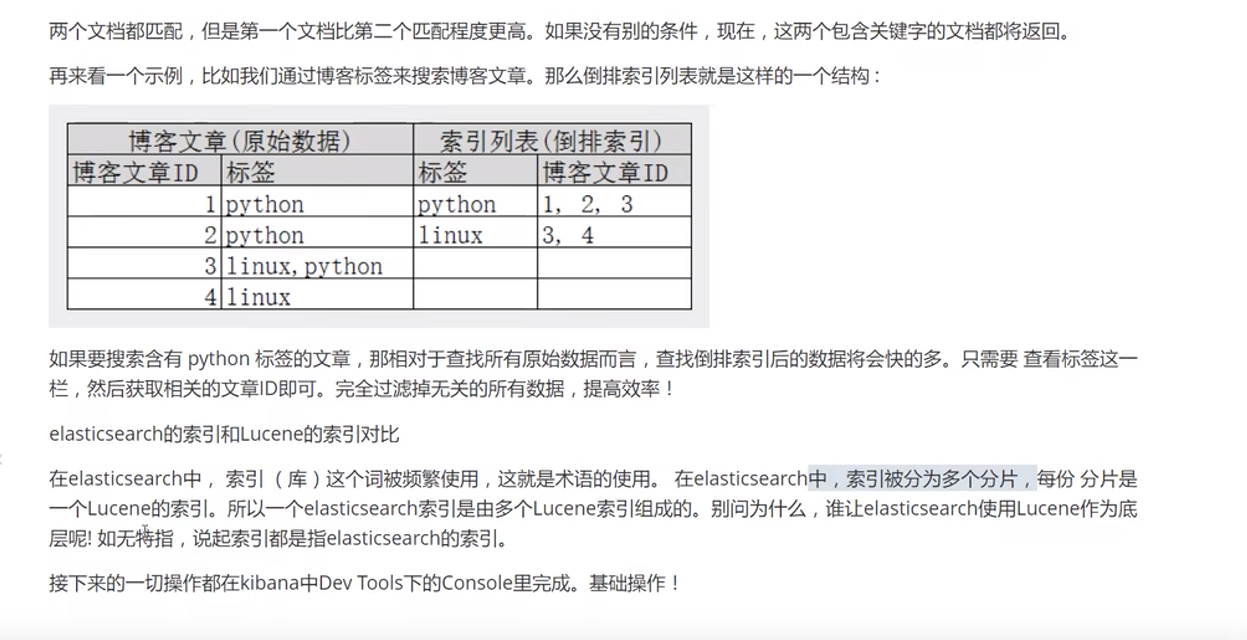 两个文档都匹配，但是第一个文档比第二个匹配程度更高。如果没有别的条件，现在，这两个包含关键字的文档都将返回。
再来看一个示例，比如我们通过博客标签来搜索博客文章。那么倒排索引列表就是这样的一个结构：
博客文章(原始数据) 索引列表(倒排索引)
博客文章ID 标签 标签 博客文章ID
1 python python 1, 2, 3
2 python linux 3, 4
3 linux,python
4 linux
如果要搜索含有 python 标签的文章，那相对于查找所有原始数据而言，查找倒排索引后的数据将会快的多。只需要 查看标签这一
栏，然后获取相关的文章ID即可。完全过滤掉无关的所有数据，提高效率！
elasticsearch的索引和Lucene的索引对比
在elasticsearch中， 索引（库）这个词被频繁使用，这就是术语的使用。 在elasticsearch中，索引被分为多个分片，每份 分片是
一个Lucene的索引。所以一个elasticsearch索引是由多个Lucene索引组成的。别问为什么，谁让elasticsearch使用Lucene作为底
层呢! 如无特指，说起索引都是指elasticsearch的索引。
接下来的一切操作都在kibana中Dev Tools下的Console里完成。基础操作！